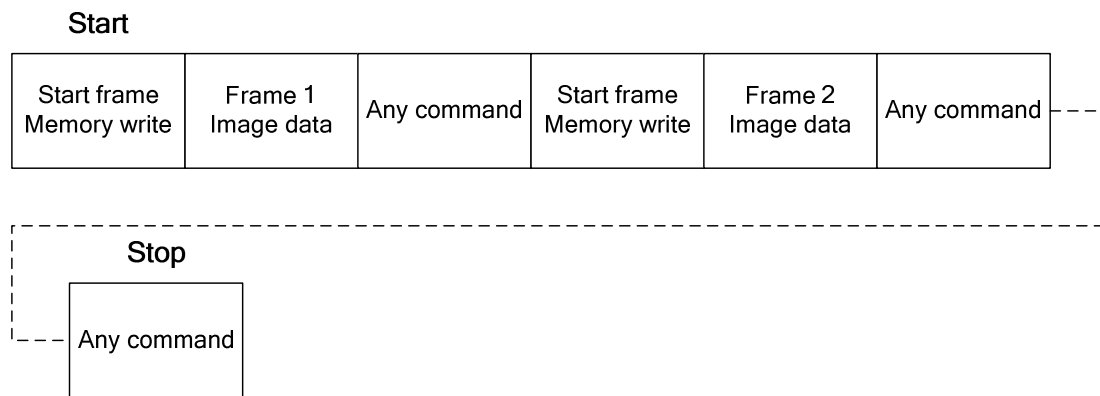 Start
Start frame
Memory write
Frame 1
Image data
Any command
Start frame
Memory write
Frame 2
Image data
Any command
Stop
Any command